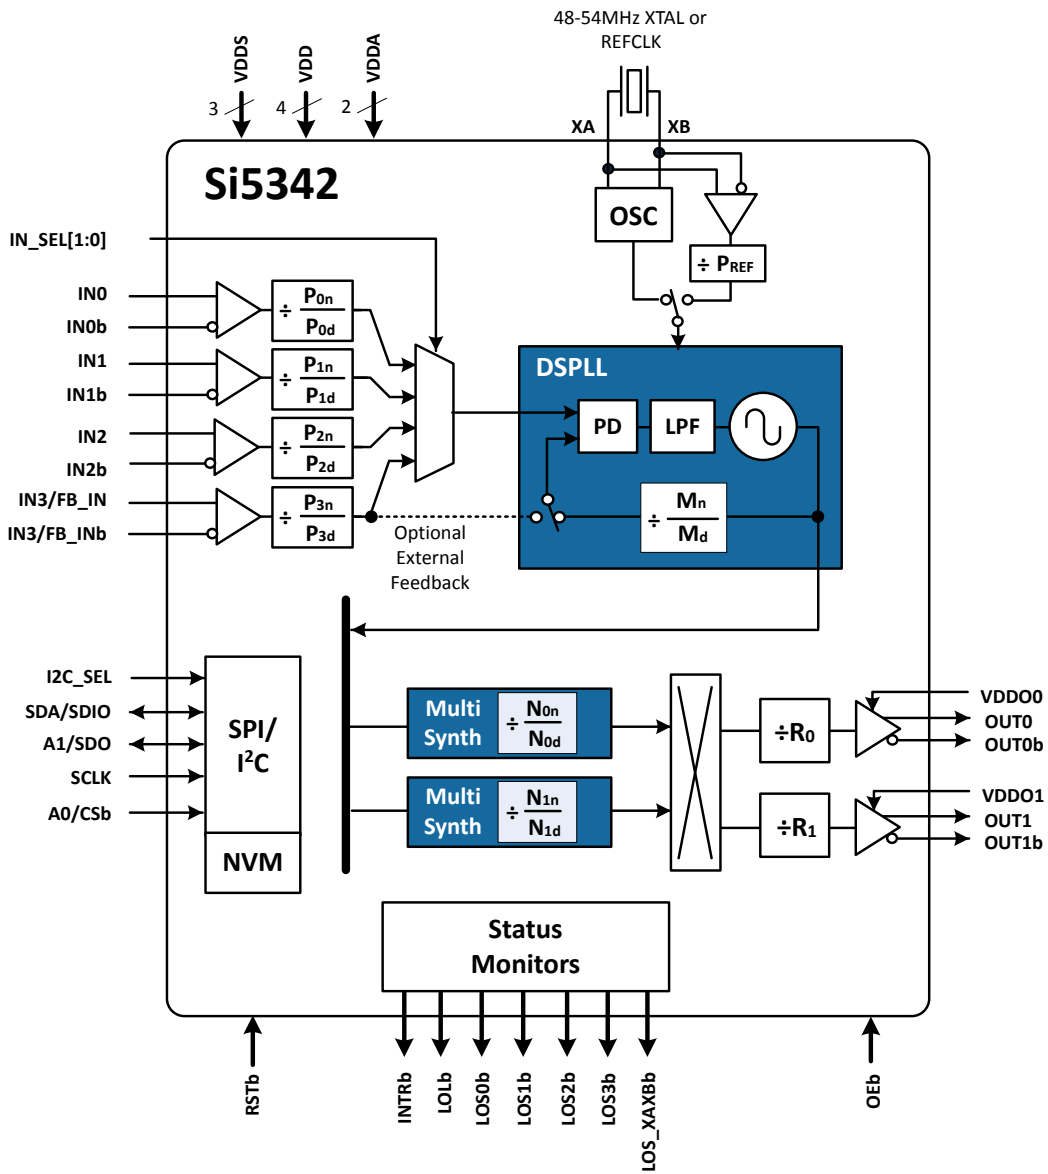 48-54MHz XTAL or
REFCLK
VDDS
VDD
VDDA
3
4
2
XA
XB
Si5342
OSC
÷ PREF
IN_SEL[1:0]
IN0
IN0b
IN1
IN1b
IN2
IN2b
IN3/FB_IN
IN3/FB_INb
÷ P0n
P0d
÷ P1n
P1d
÷ P2n
P2d
÷ P3n
P3d
Optional
External
Feedback
DSPLL
PD
LPF
÷ Mn
Md
I2C_SEL
SDA/SDIO
A1/SDO
SCLK
A0/CSb
SPI/
I²C
NVM
Multi
Synth
÷ N0n
N0d
Multi
Synth
÷ N1n
N1d
÷R0
÷R1
VDDO0
OUT0
OUT0b
VDDO1
OUT1
OUT1b
Status
Monitors
RSTb
INTRb
LOLb
LOS0b
LOS1b
LOS2b
LOS3b
LOS_XAXBb
OEb